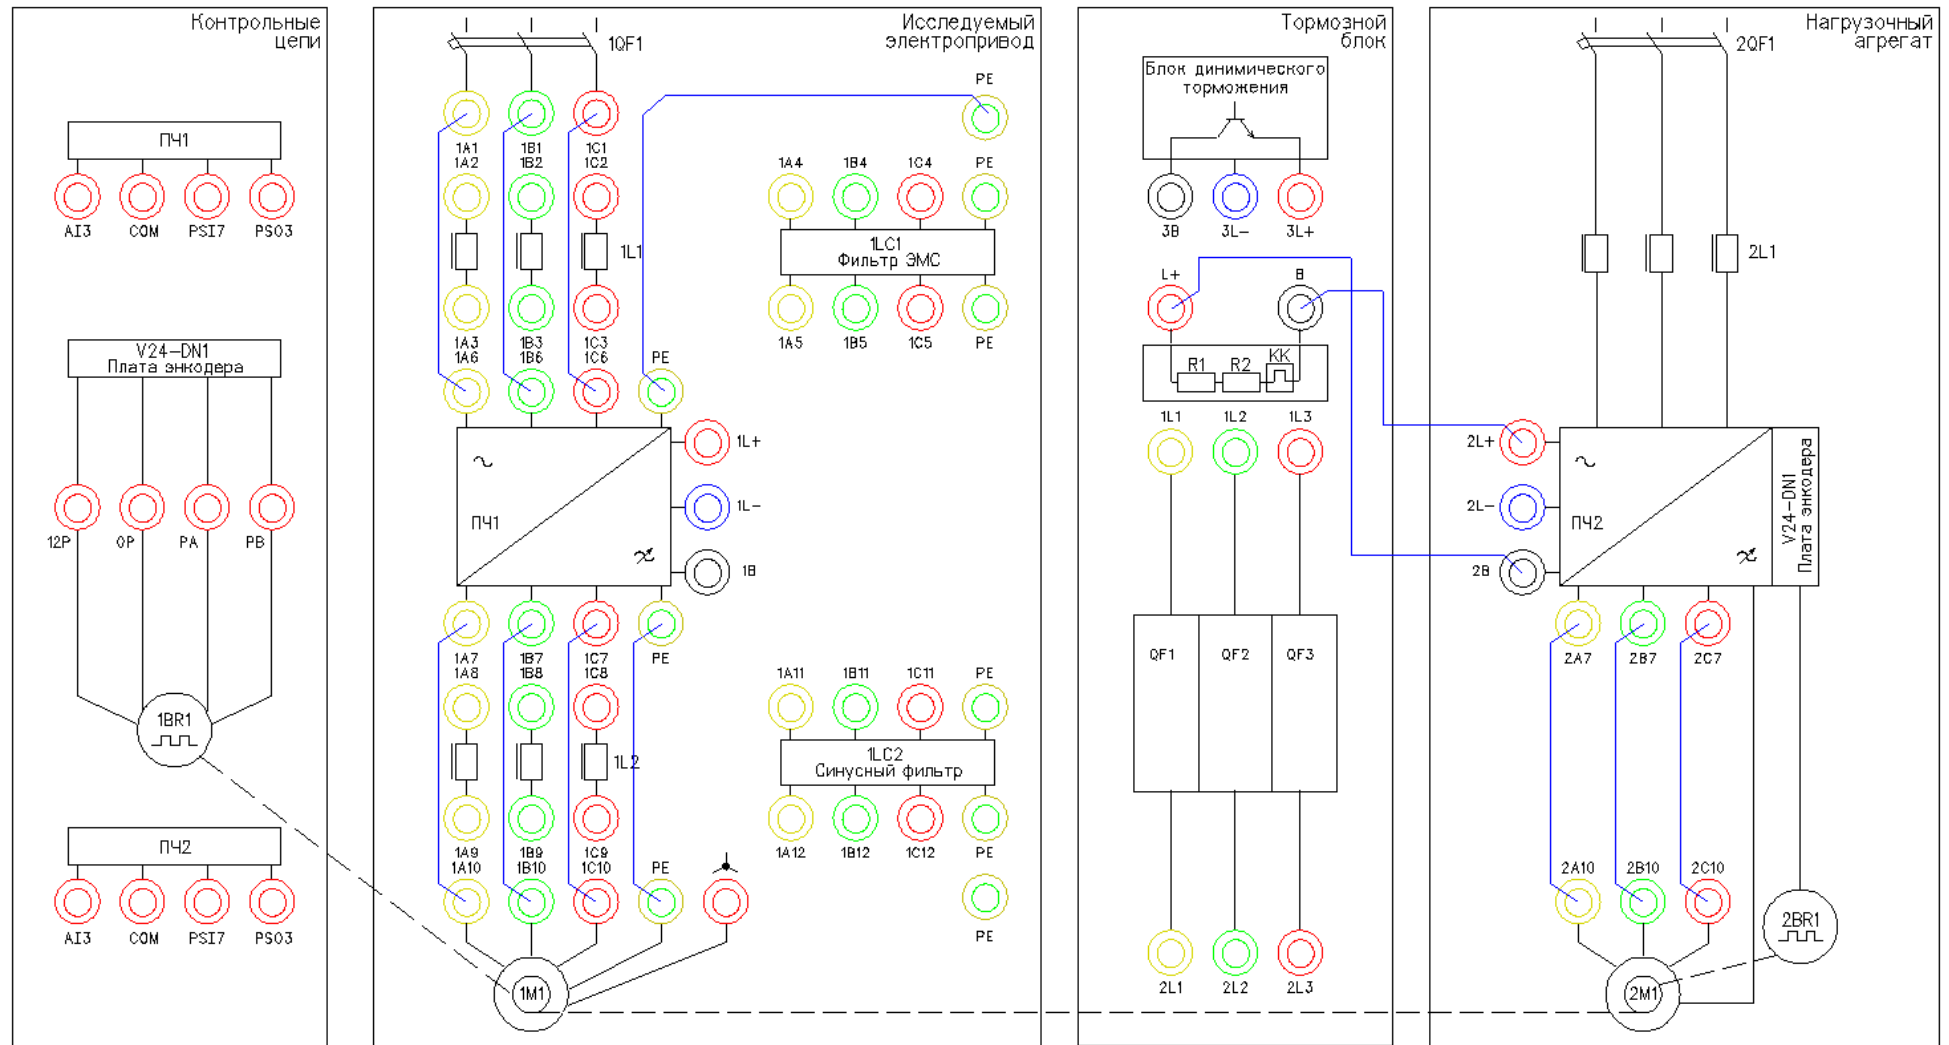 Контрольные
цепи
ПЧ1
AI3 COM PSI7 PSO3
V24-DN1
Плата энкодера
12P 0P PA PB
1BR1
ПЧ2
AI3 COM PSI7 PSO3
Исследуемый
электропривод
1QF1
PE
1A1 1B1 1C1
1A2 1B2 1C2
1A4 1B4 1C4 PE
1L1
1LC1
Фильтр ЭМС
1A3 1B3 1C3
1A6 1B6 1C6 PE
1A5 1B5 1C5 PE
1L+
ПЧ1
1L-
1B
1A7 1B7 1C7 PE
1A8 1B8 1C8
1A11 1B11 1C11 PE
1L2
1LC2
Синусный фильтр
1A9 1B9 1C9
1A10 1B10 1C10 PE
1A12 1B12 1C12 PE
PE
1M1
Тормозной
блок
Блок динимического
торможения
3B 3L- 3L+
L+ B
R1 R2 KK
1L1 1L2 1L3
QF1 QF2 QF3
2L1 2L2 2L3
Нагрузочный
агрегат
2QF1
2L1
2L+
2L-
2B
ПЧ2
V24-DN1
Плата энкодера
2A7 2B7 2C7
2A10 2B10 2C10
2BR1
2M1